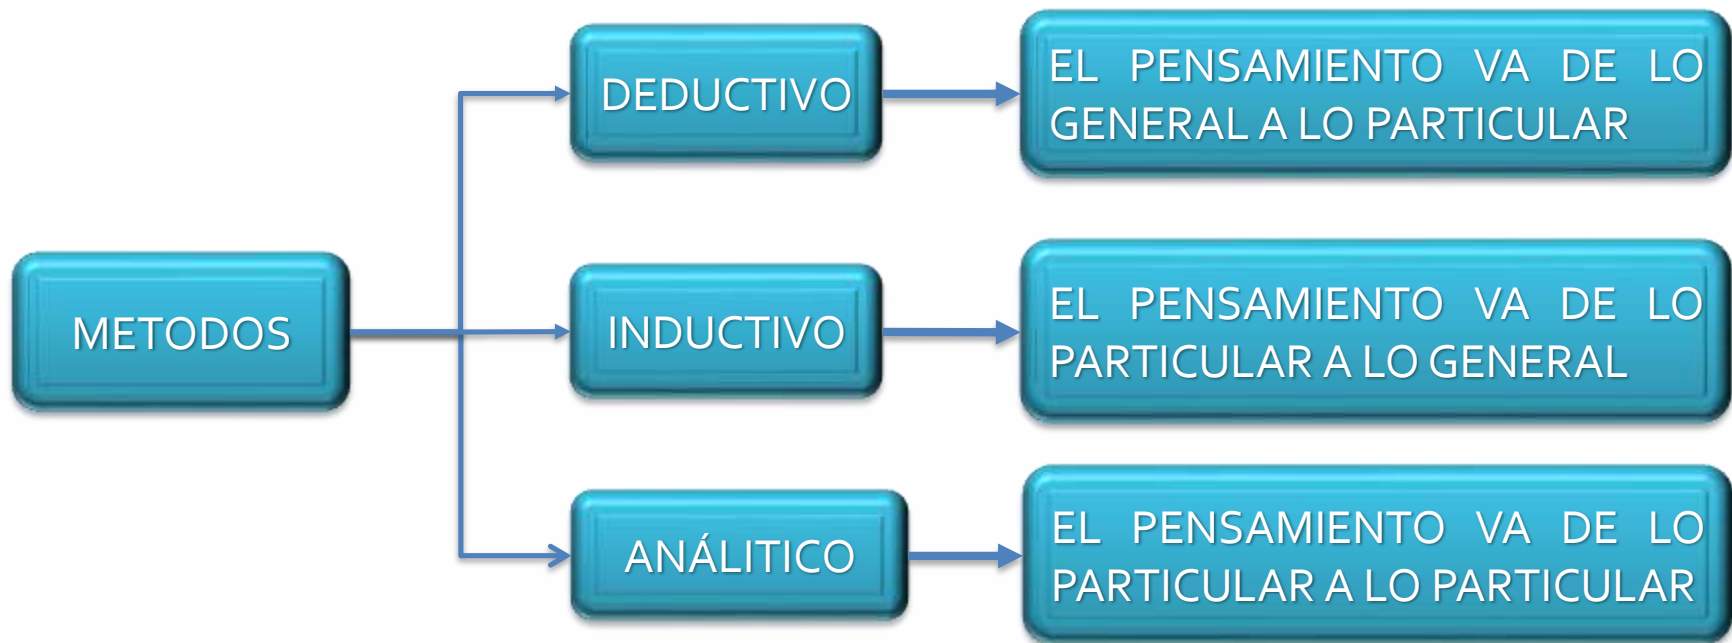 METODOS
DEDUCTIVO
EL PENSAMIENTO VA DE LO
GENERAL A LO PARTICULAR
INDUCTIVO
EL PENSAMIENTO VA DE LO
PARTICULAR A LO GENERAL
ANÁLITICO
EL PENSAMIENTO VA DE LO
PARTICULAR A LO PARTICULAR